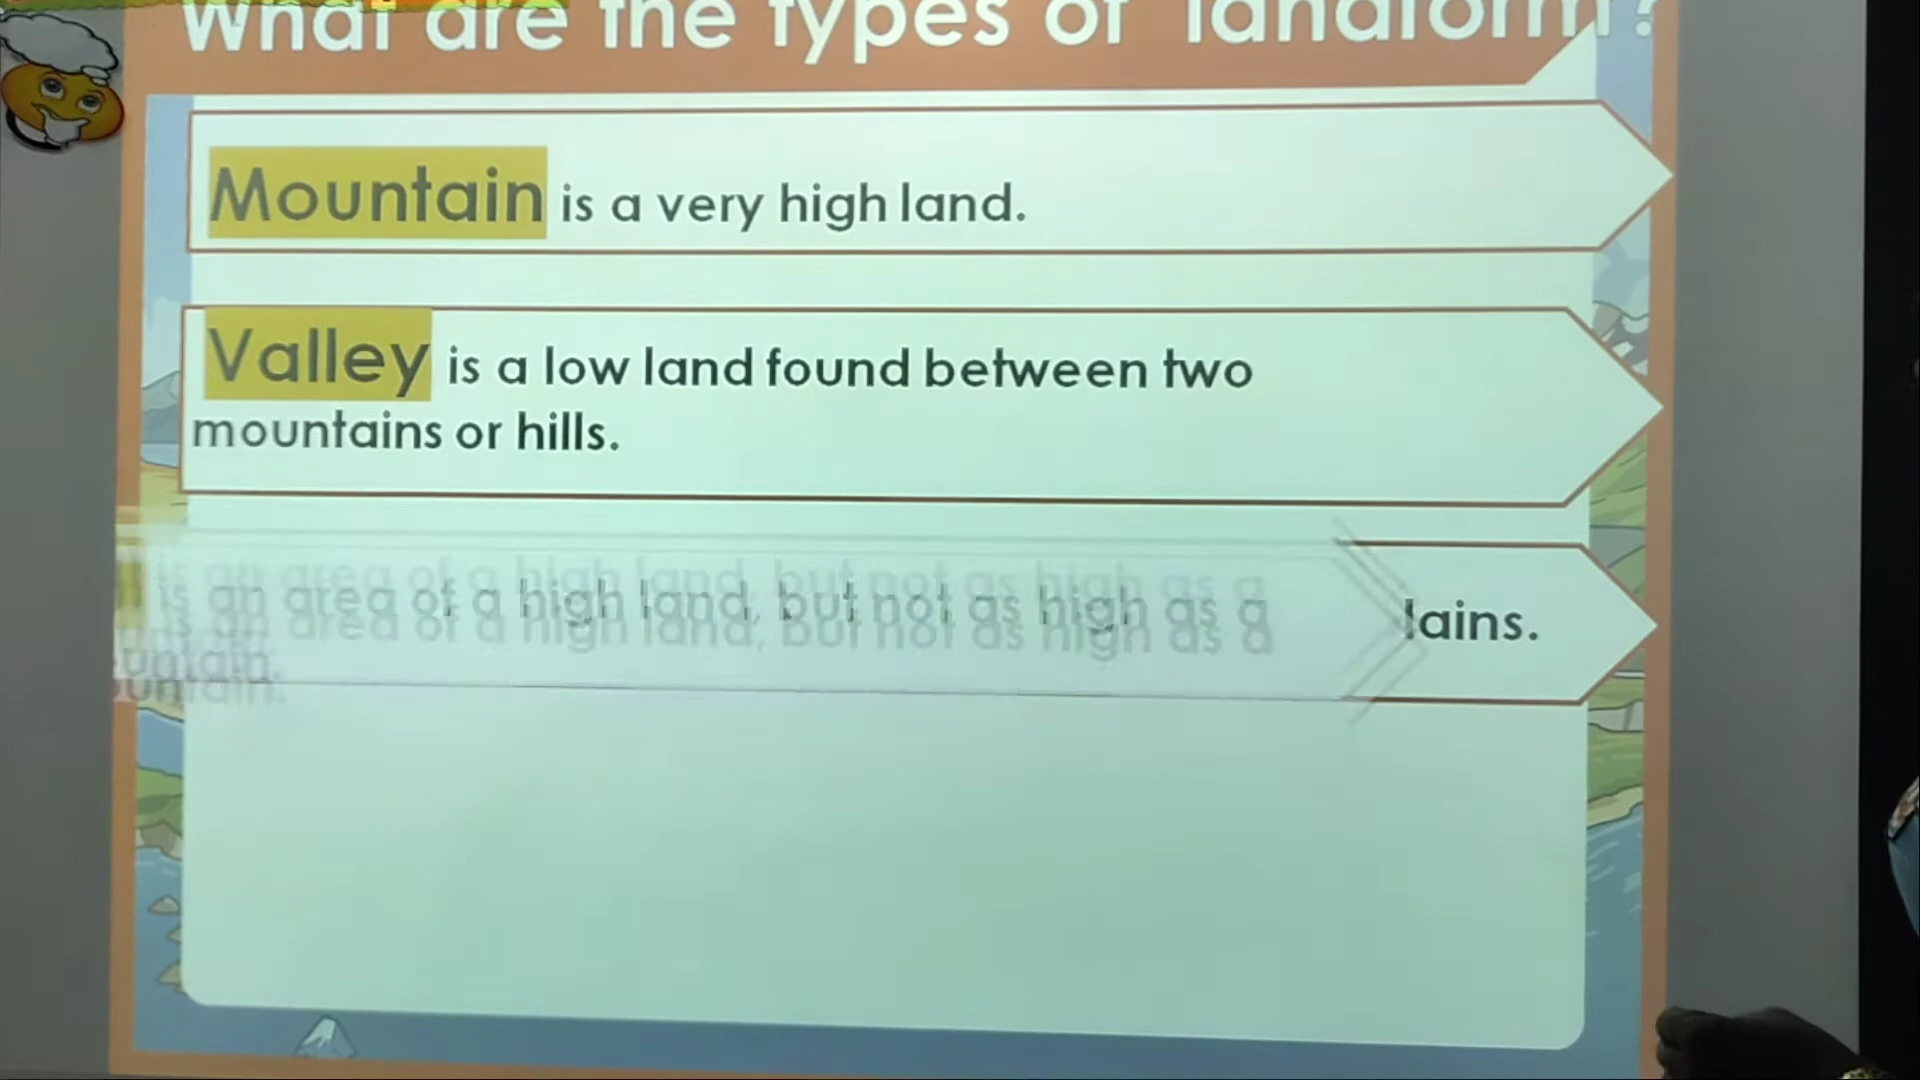 What are the types of landform?
Mountain is a very high land.
Valley is a low land found between two
mountains or hills.
is an area of a high land, but not as high as a
lains.
untain.